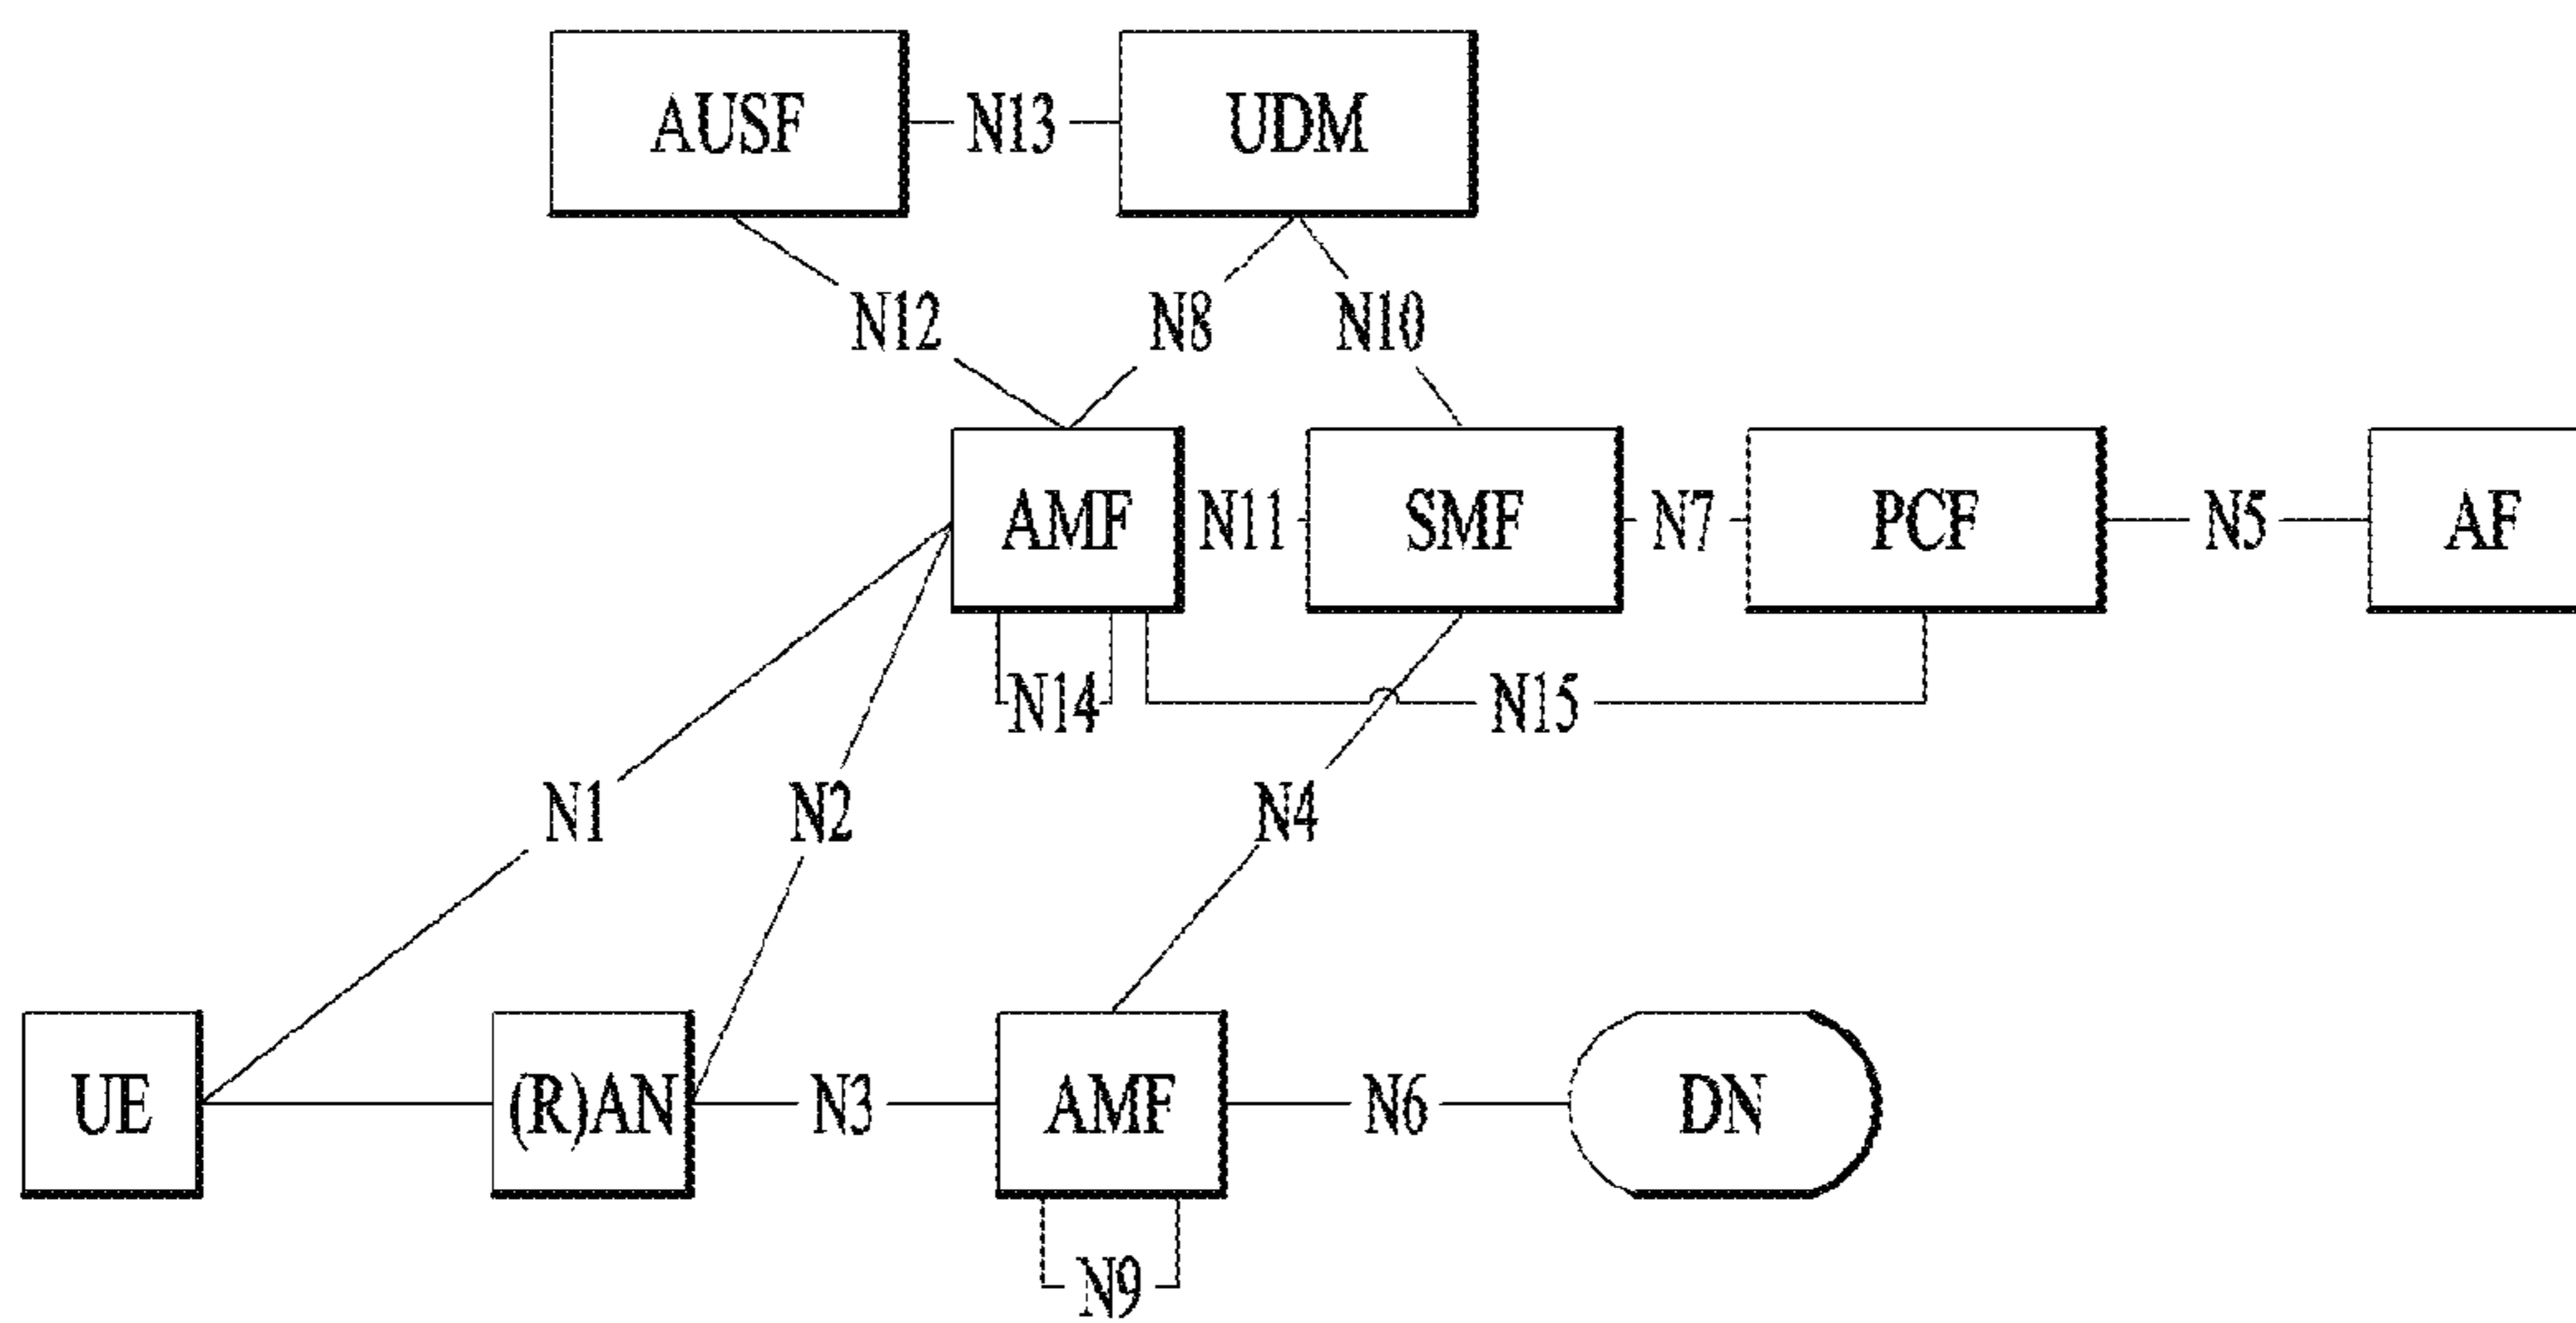 AUSF N13 UDM
N12 N8 N10
AMF N11 SMF N7 PCF N5 AF
N14 N15
N1 N2 N4
UE (R)AN N3 AMF N6 DN
N9